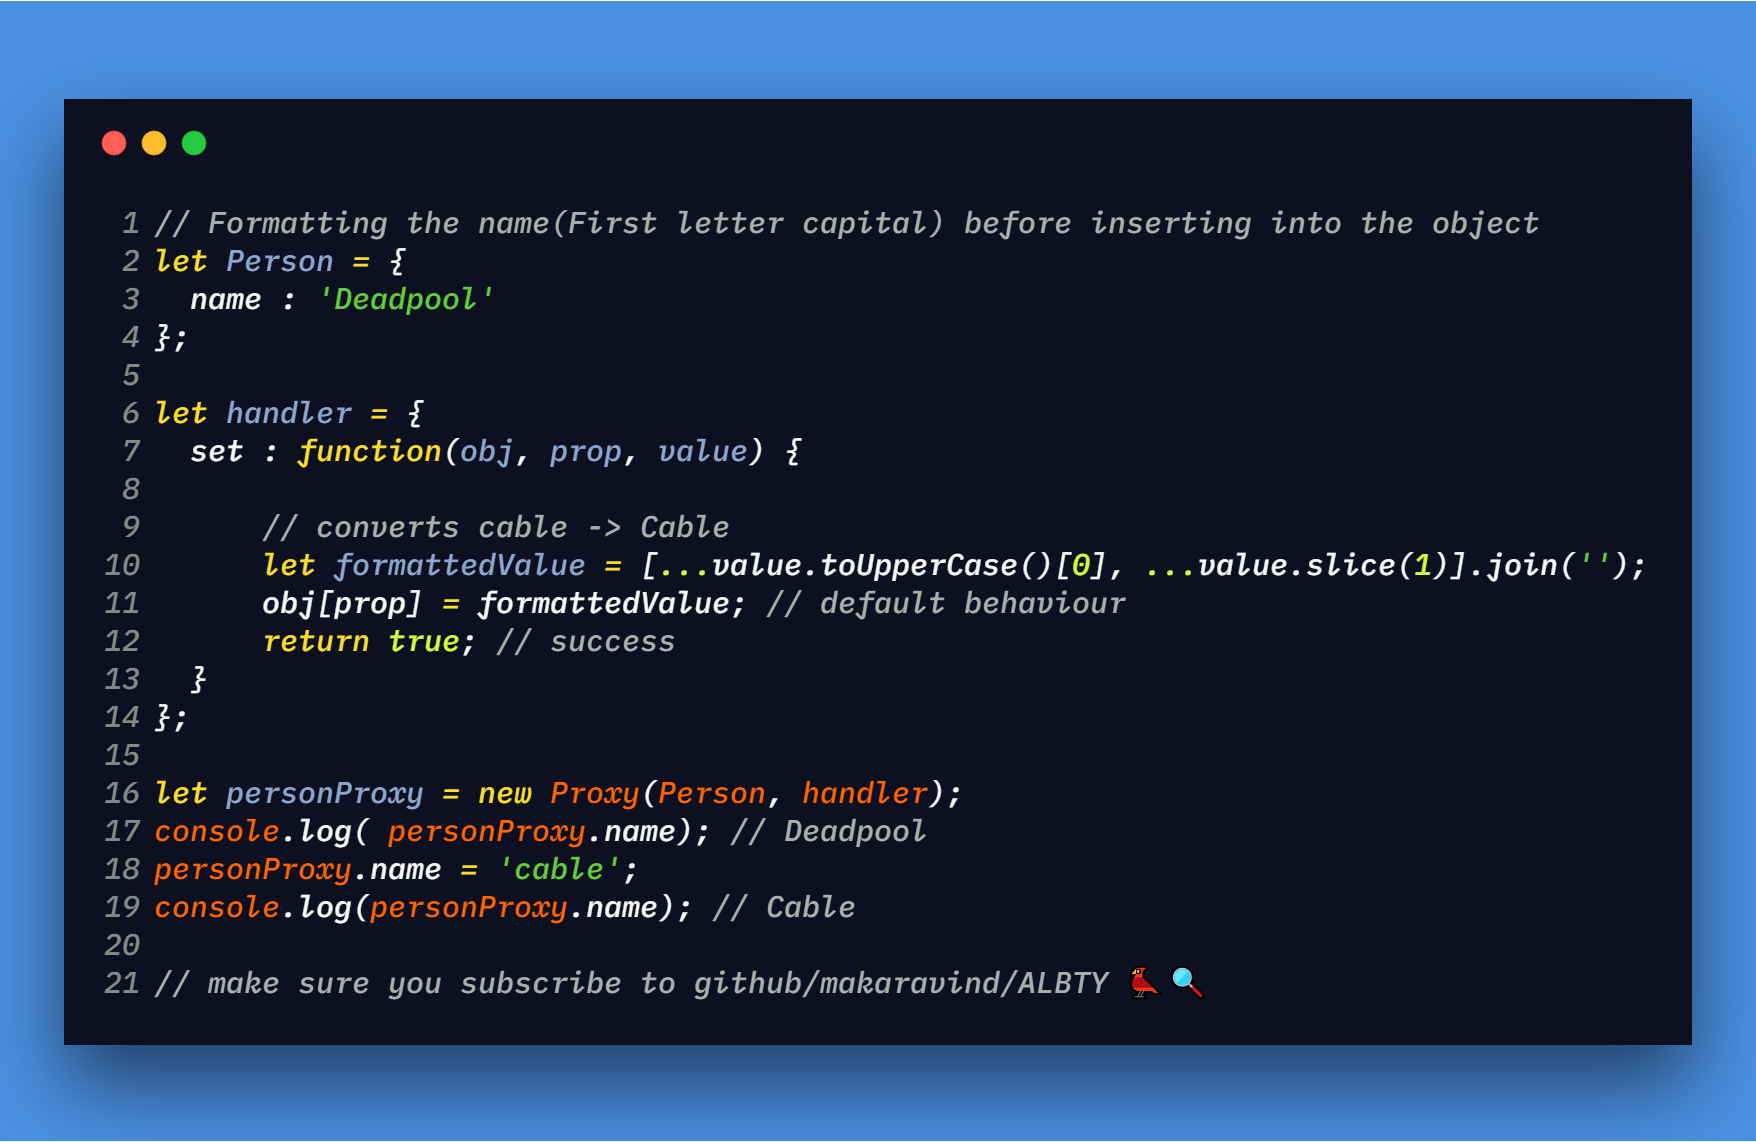 1 // Formatting the name(First letter capital) before inserting into the object
2 let Person = {
3   name : 'Deadpool'
4 };
5
6 let handler = {
7   set : function(obj, prop, value) {
8
9       // converts cable -> Cable
10       let formattedValue = [...value.toUpperCase()[0], ...value.slice(1)].join('');
11       obj[prop] = formattedValue; // default behaviour
12       return true; // success
13   }
14 };
15
16 let personProxy = new Proxy(Person, handler);
17 console.log( personProxy.name); // Deadpool
18 personProxy.name = 'cable';
19 console.log(personProxy.name); // Cable
20
21 // make sure you subscribe to github/makaravind/ALBTY